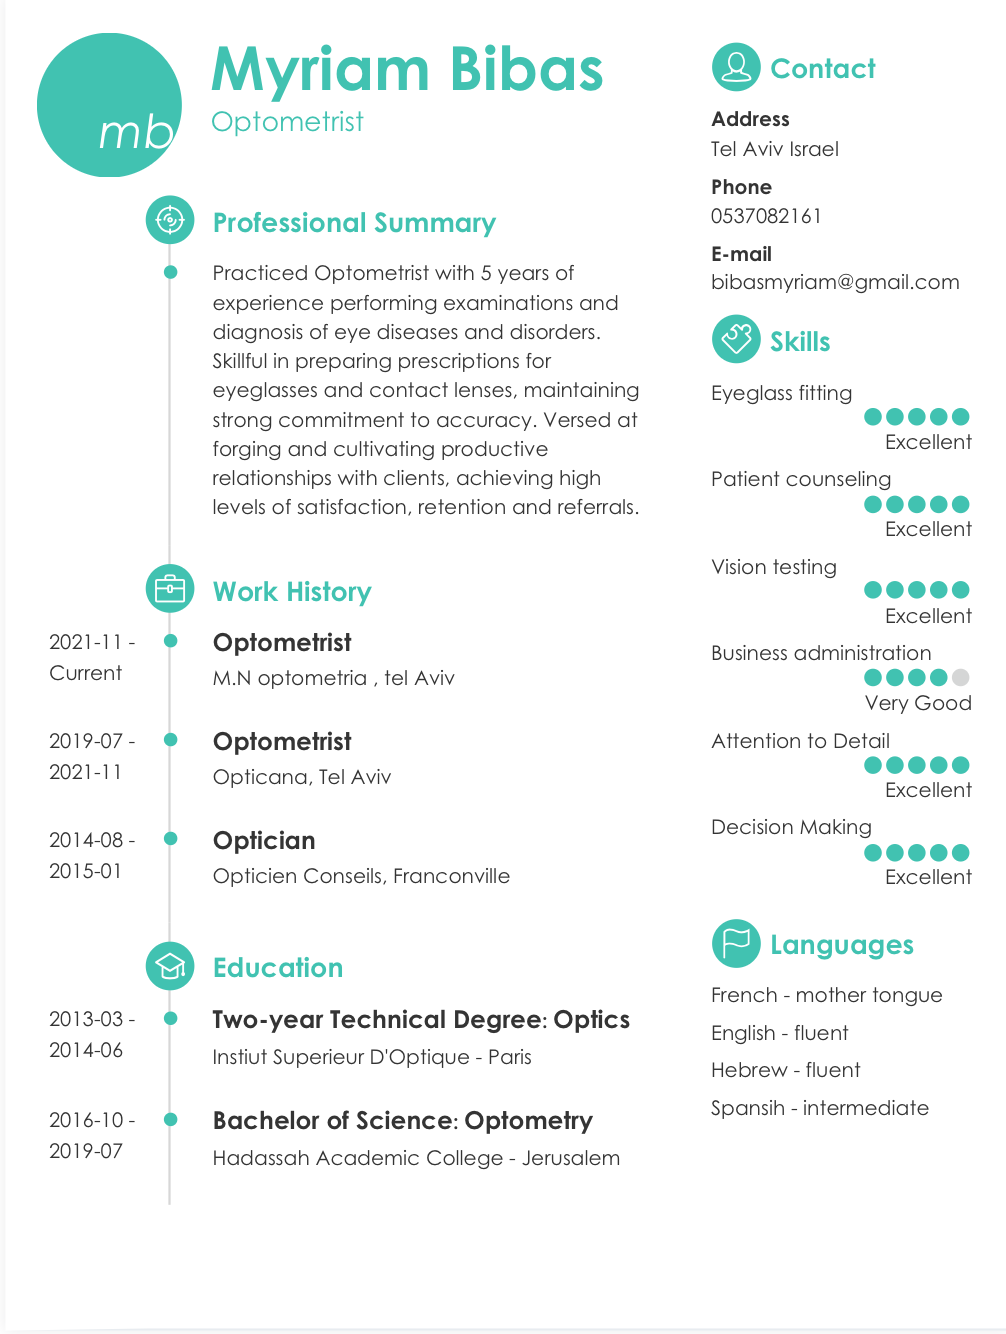 mb
Myriam Bibas
Optometrist
Professional Summary
Practiced Optometrist with 5 years of
experience performing examinations and
diagnosis of eye diseases and disorders.
Skillful in preparing prescriptions for
eyeglasses and contact lenses, maintaining
strong commitment to accuracy. Versed at
forging and cultivating productive
relationships with clients, achieving high
levels of satisfaction, retention and referrals.
Work History
2021-11 -
Current
Optometrist
M.N optometria , tel Aviv
2019-07 -
2021-11
Optometrist
Opticana, Tel Aviv
2014-08 -
2015-01
Optician
Opticien Conseils, Franconville
Education
2013-03 -
2014-06
Two-year Technical Degree: Optics
Instiut Superieur D'Optique - Paris
2016-10 -
2019-07
Bachelor of Science: Optometry
Hadassah Academic College - Jerusalem
Contact
Address
Tel Aviv Israel
Phone
0537082161
E-mail
bibasmyriam@gmail.com
Skills
Eyeglass fitting
Excellent
Patient counseling
Excellent
Vision testing
Excellent
Business administration
Very Good
Attention to Detail
Excellent
Decision Making
Excellent
Languages
French - mother tongue
English - fluent
Hebrew - fluent
Spansih - intermediate